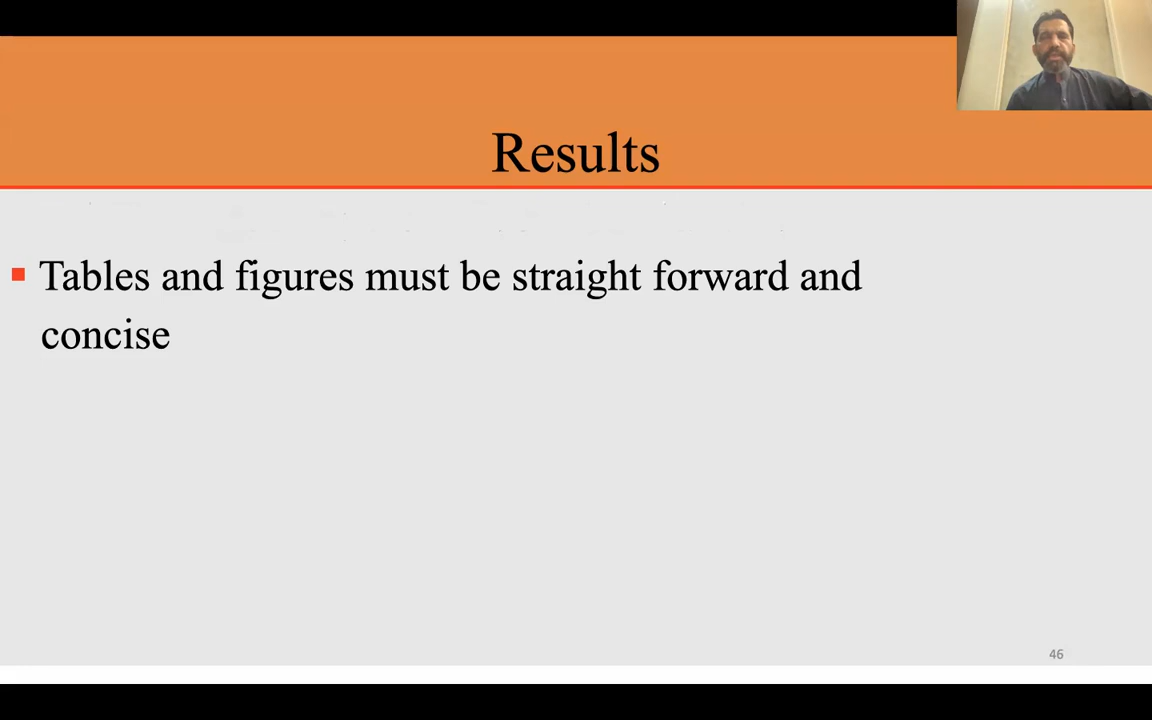 Results
Tables and figures must be straight forward and
concise
46